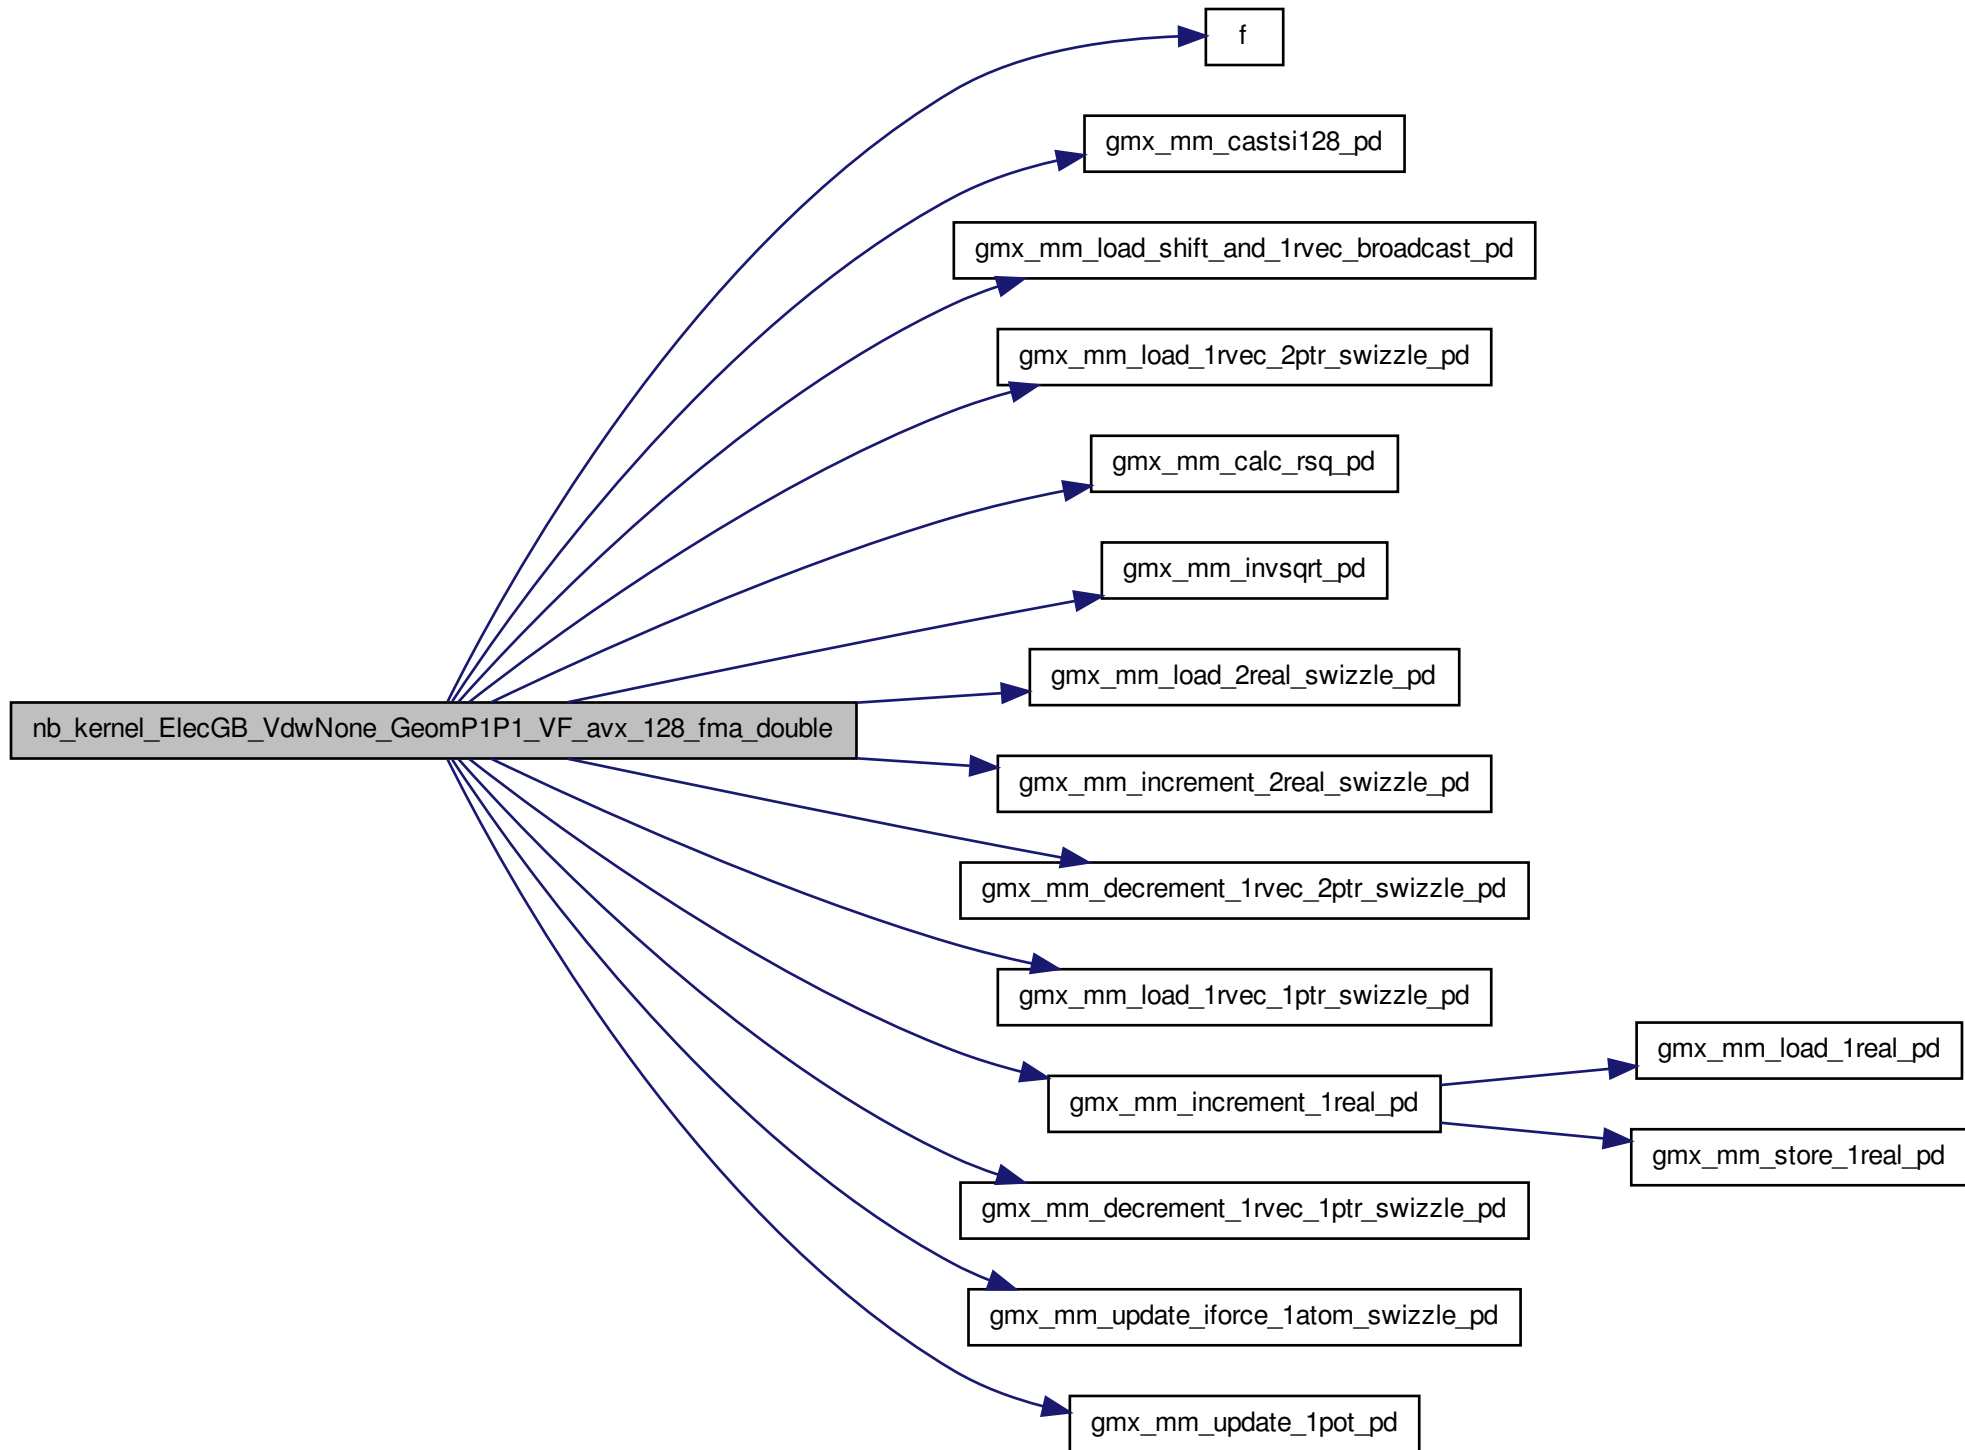 f
gmx_mm_castsi128_pd
gmx_mm_load_shift_and_1rvec_broadcast_pd
gmx_mm_load_1rvec_2ptr_swizzle_pd
gmx_mm_calc_rsq_pd
gmx_mm_invsqrt_pd
gmx_mm_load_2real_swizzle_pd
nb_kernel_ElecGB_VdwNone_GeomP1P1_VF_avx_128_fma_double
gmx_mm_increment_2real_swizzle_pd
gmx_mm_decrement_1rvec_2ptr_swizzle_pd
gmx_mm_load_1rvec_1ptr_swizzle_pd
gmx_mm_load_1real_pd
gmx_mm_increment_1real_pd
gmx_mm_store_1real_pd
gmx_mm_decrement_1rvec_1ptr_swizzle_pd
gmx_mm_update_iforce_1atom_swizzle_pd
gmx_mm_update_1pot_pd